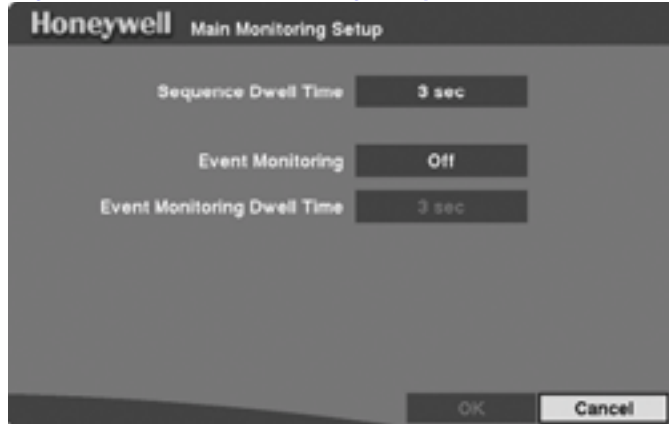 Honeywell Main Monitoring Setup
Sequence Dwell Time 3 sec
Event Monitoring Off
Event Monitoring Dwell Time 3 sec
OK Cancel